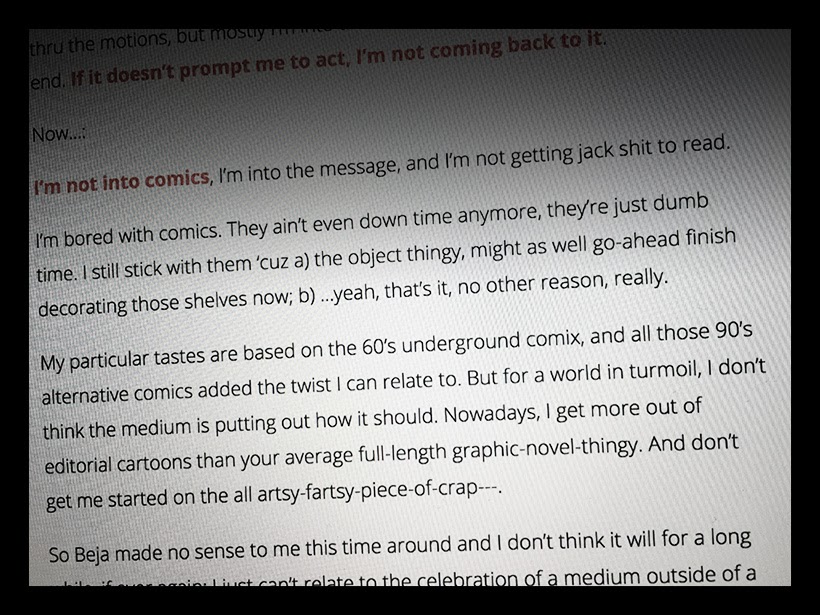 thru the motions, but mostly I'm into
end. If it doesn't prompt me to act, I'm not coming back to it.
Now...:
I'm not into comics, I'm into the message, and I'm not getting jack shit to read.
I'm bored with comics. They ain't even down time anymore, they're just dumb
time. I still stick with them 'cuz a) the object thingy, might as well go-ahead finish
decorating those shelves now; b) ...yeah, that's it, no other reason, really.
My particular tastes are based on the 60's underground comix, and all those 90's
alternative comics added the twist I can relate to. But for a world in turmoil, I don't
think the medium is putting out how it should. Nowadays, I get more out of
editorial cartoons than your average full-length graphic-novel-thingy. And don't
get me started on the all artsy-fartsy-piece-of-crap---.
So Beja made no sense to me this time around and I don't think it will for a long
while, if ever again; I just can't relate to the celebration of a medium outside of a